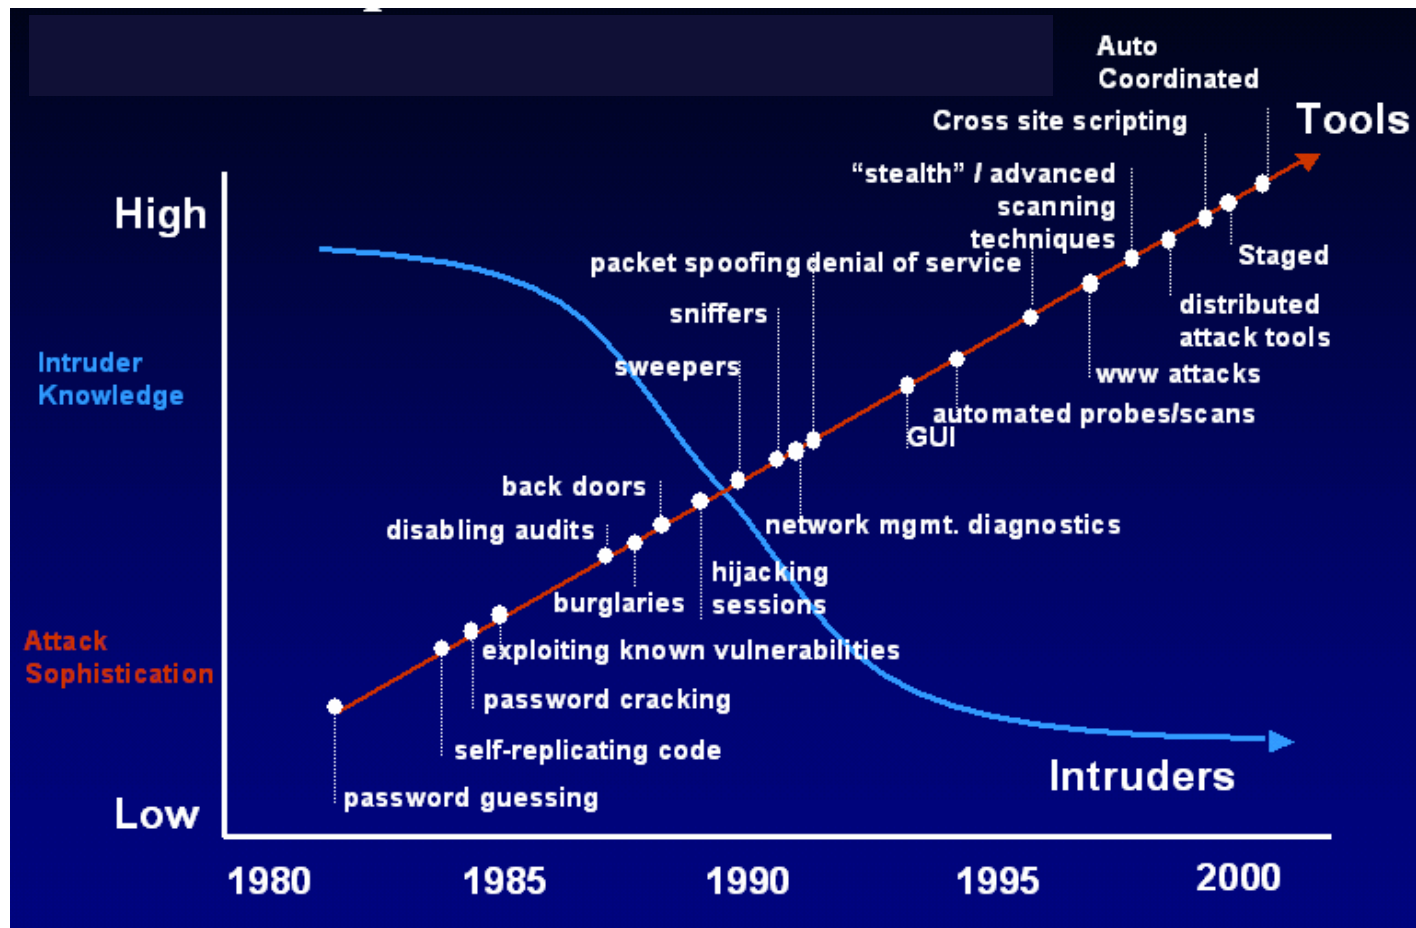 Auto
Coordinated
Tools
Cross site scripting
“stealth” / advanced
scanning
techniques
High
packet spoofing denial of service
Staged
sniffers
distributed
attack tools
Intruder
Knowledge
sweepers
www attacks
automated probes/scans
GUI
back doors
disabling audits
network mgmt. diagnostics
hijacking
sessions
burglaries
Attack
Sophistication
exploiting known vulnerabilities
password cracking
self-replicating code
Intruders
password guessing
Low
1980 1985 1990 1995 2000